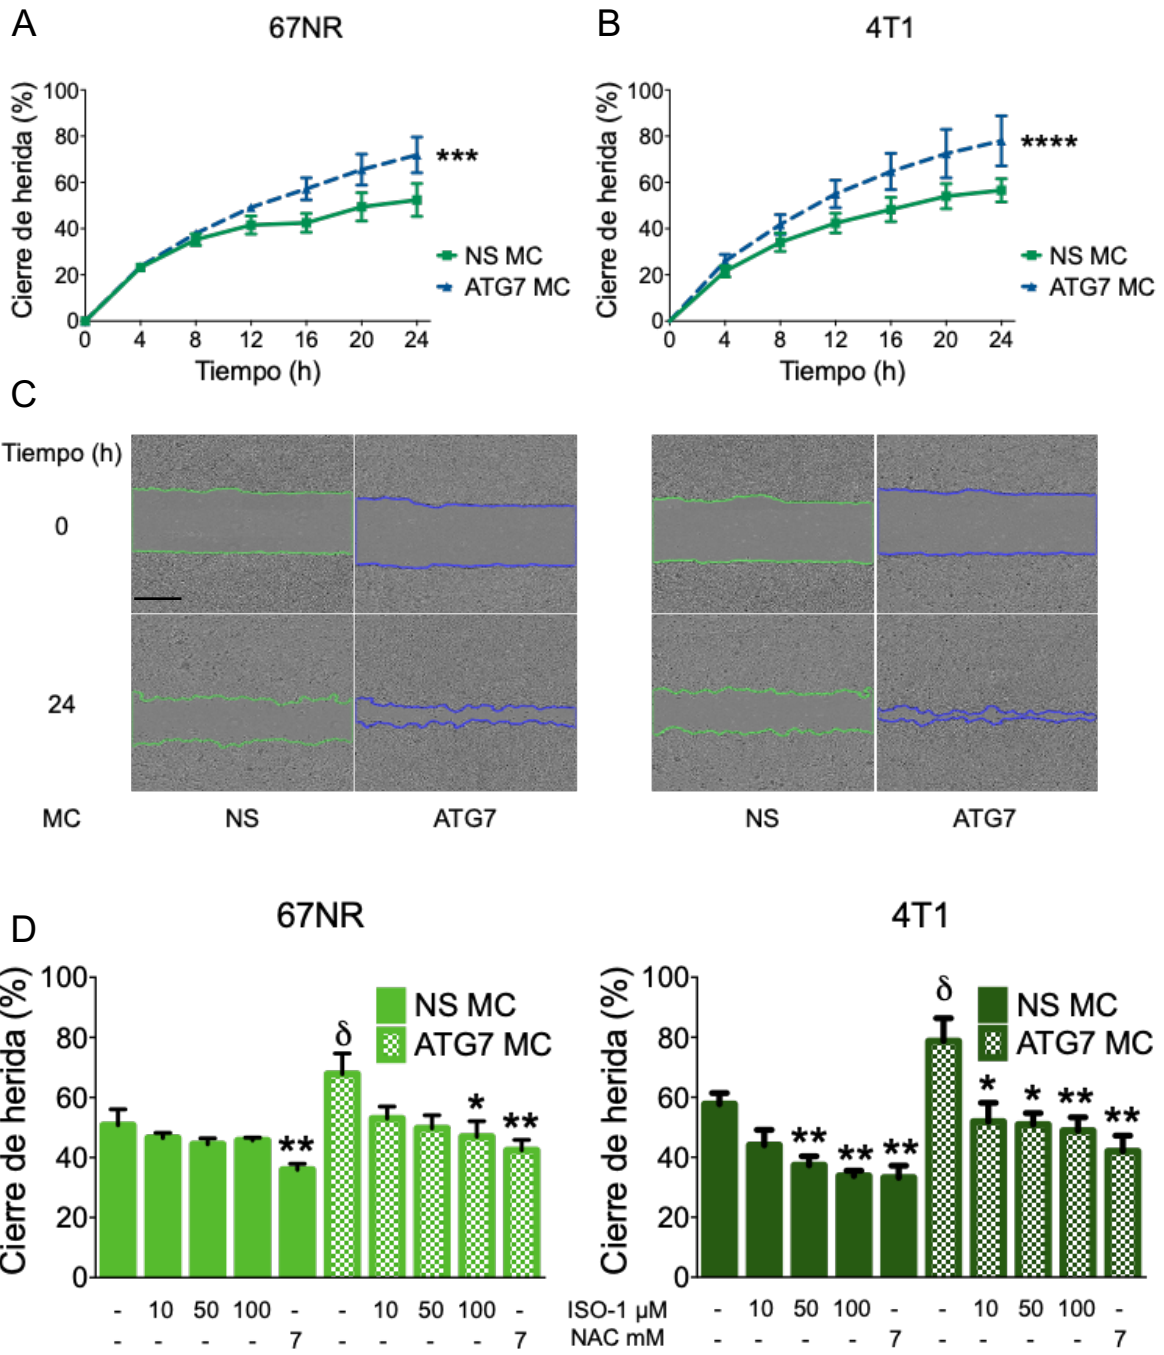 A
67NR
Cierre de herida (%)
100
80
60
40
20
0
0 4 8 12 16 20 24
Tiempo (h)
***
NS MC
ATG7 MC
B
4T1
Cierre de herida (%)
100
80
60
40
20
0
0 4 8 12 16 20 24
Tiempo (h)
****
NS MC
ATG7 MC
C
Tiempo (h)
0
24
MC NS ATG7 NS ATG7
D
67NR
Cierre de herida (%)
100
80
60
40
20
0
NS MC
ATG7 MC
** δ * **
- 10 50 100 - - 10 50 100 -
- - - - 7 - - - - 7
ISO-1 µM
NAC mM
4T1
Cierre de herida (%)
100
80
60
40
20
0
NS MC
ATG7 MC
** ** ** δ * * ** **
- 10 50 100 - - 10 50 100 -
- - - - 7 - - - - 7